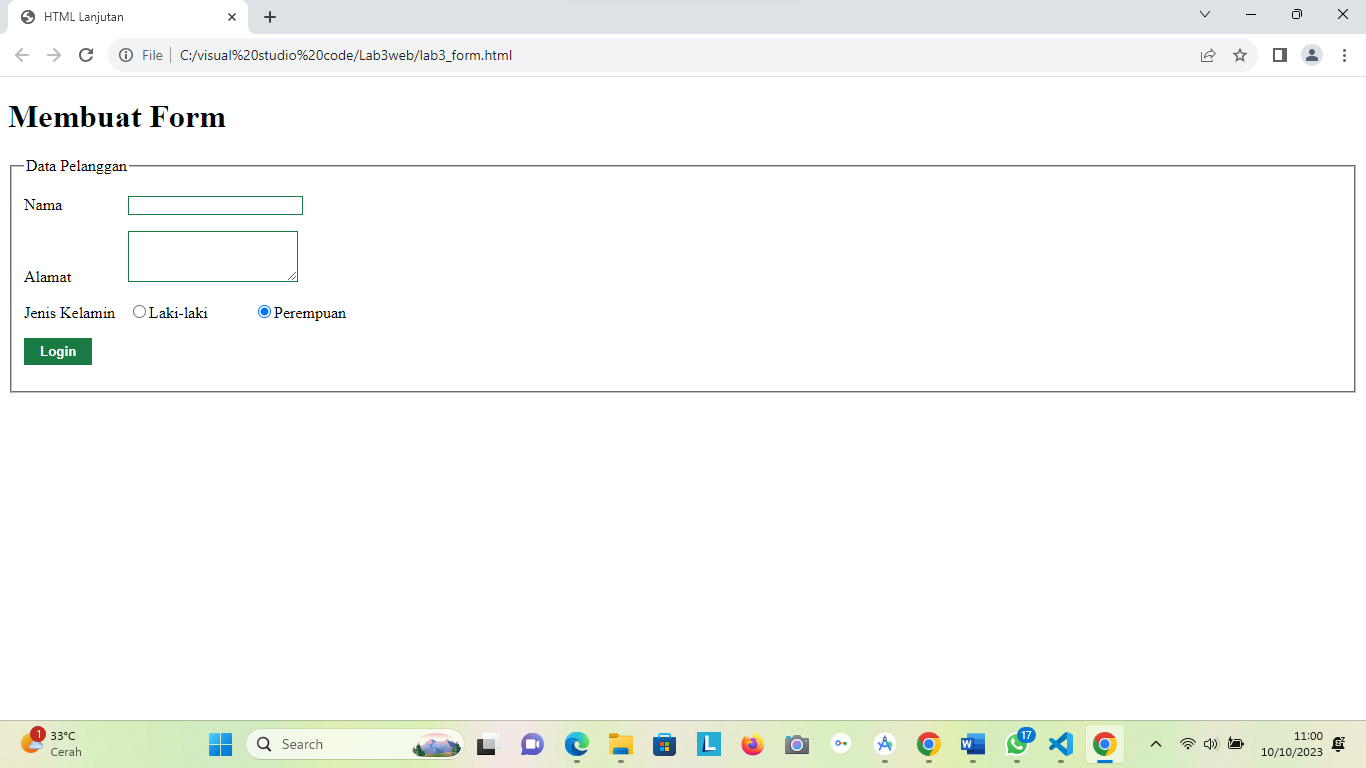 HTML Lanjutan
File C:/visual%20studio%20code/Lab3web/lab3_form.html
Membuat Form
Data Pelanggan
Nama
Alamat
Jenis Kelamin Laki-laki Perempuan
Login
1 33°C
Cerah
Search
L
W
17
11:00
10/10/2023